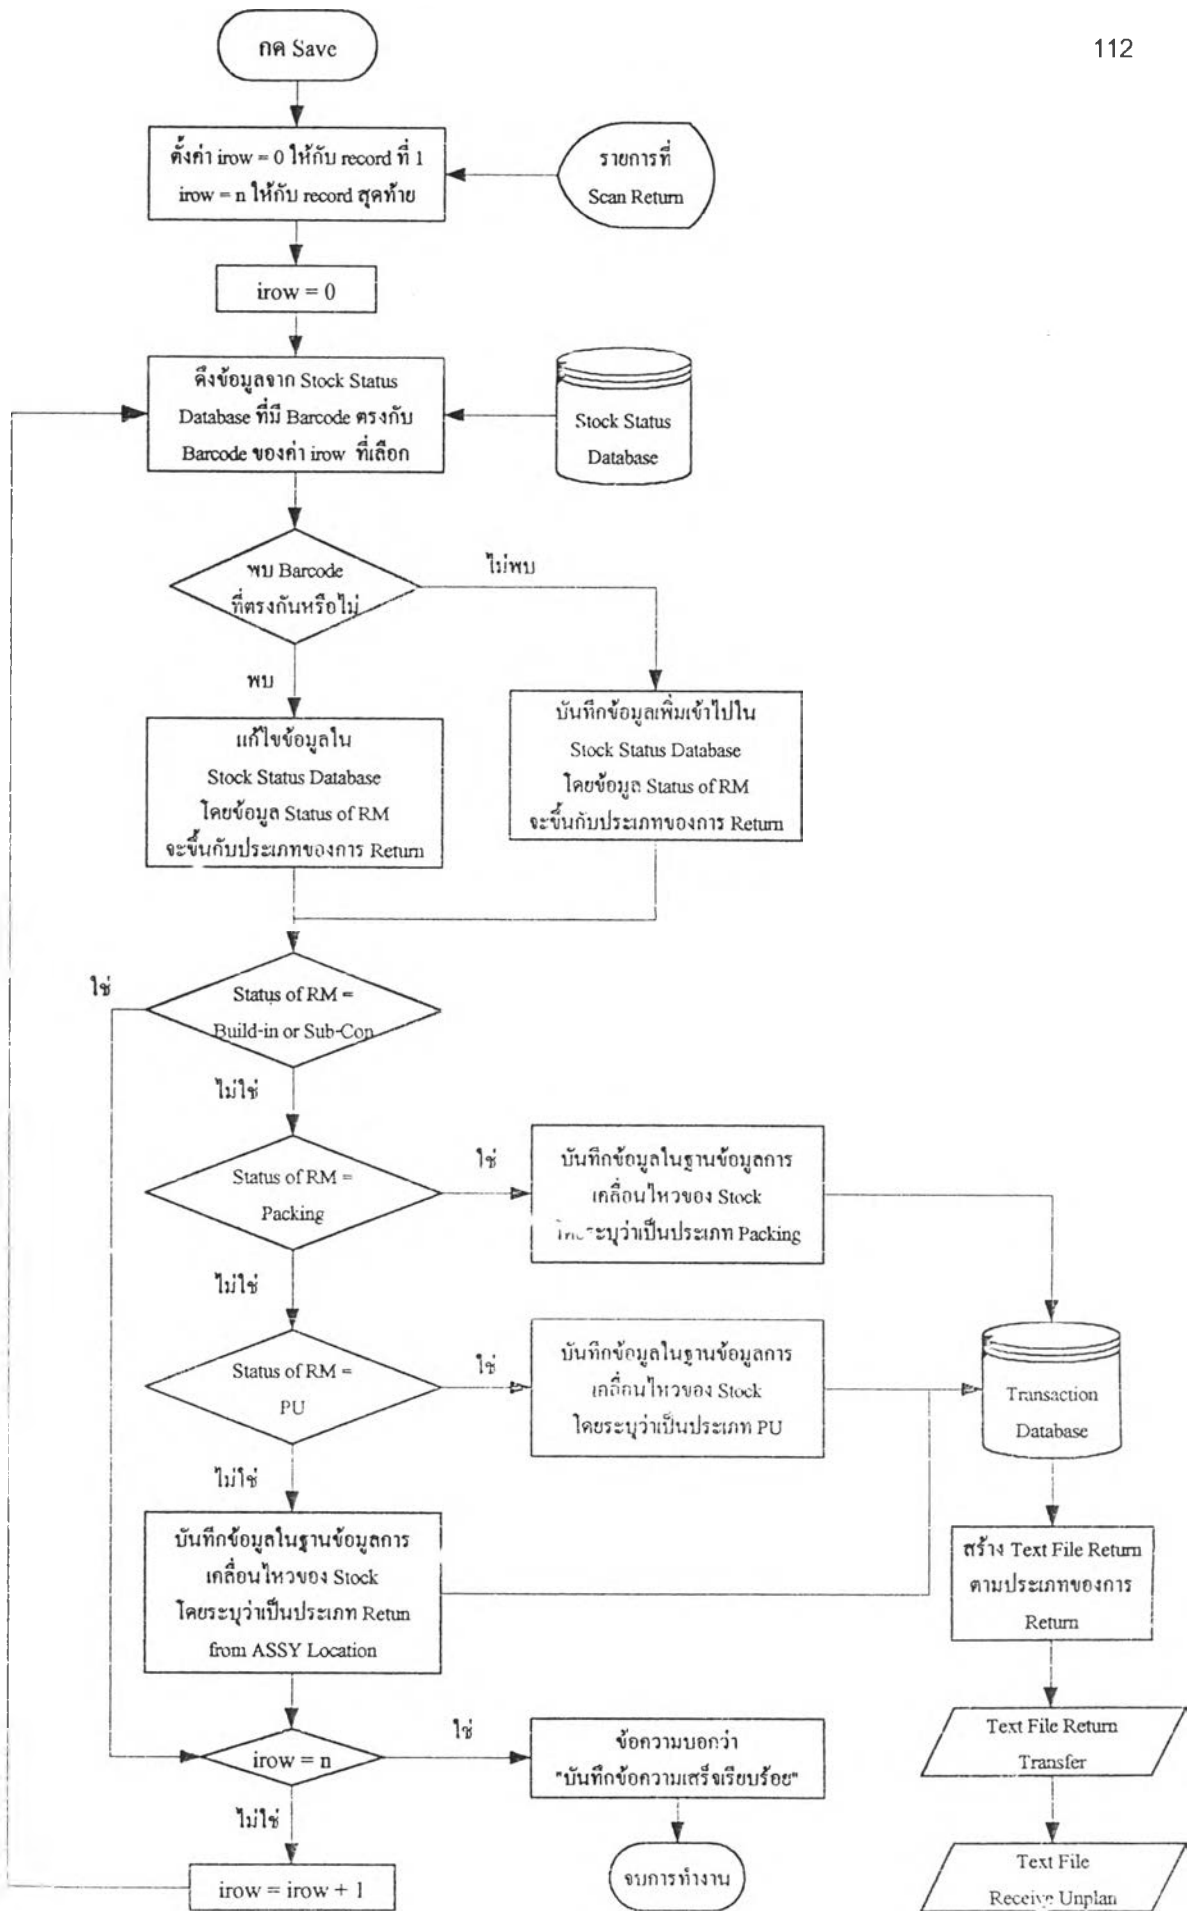 112
กด Save
ตั้งค่า irow = 0 ให้กับ record ที่ 1
irow = n ให้กับ record สุดท้าย
รายการที่
Scan Return
irow = 0
ดึงข้อมูลจาก Stock Status
Database ที่มี Barcode ตรงกับ
Barcode ของค่า irow ที่เลือก
Stock Status
Database
พบ Barcode
ที่ตรงกันหรือไม่
ไม่พบ
พบ
แก้ไขข้อมูลใน
Stock Status Database
โดยข้อมูล Status of RM
จะขึ้นกับประเภทของการ Return
บันทึกข้อมูลเพิ่มเข้าไปใน
Stock Status Database
โดยข้อมูล Status of RM
จะขึ้นกับประเภทของการ Return
ใช่
Status of RM =
Build-in or Sub-Con
ไม่ใช่
Status of RM =
Packing
ใช่
บันทึกข้อมูลในฐานข้อมูลการ
เคลื่อนไหวของ Stock
โดยระบุว่าเป็นประเภท Packing
ไม่ใช่
Status of RM =
PU
ใช่
บันทึกข้อมูลในฐานข้อมูลการ
เคลื่อนไหวของ Stock
โดยระบุว่าเป็นประเภท PU
Transaction
Database
ไม่ใช่
บันทึกข้อมูลในฐานข้อมูลการ
เคลื่อนไหวของ Stock
โดยระบุว่าเป็นประเภท Retun
from ASSY Location
สร้าง Text File Return
ตามประเภทของการ
Return
irow = n
ใช่
ข้อความบอกว่า
"บันทึกข้อความเสร็จเรียบร้อย"
Text File Return
Transfer
ไม่ใช่
irow = irow + 1
จบการทำงาน
Text File
Receive Unplan